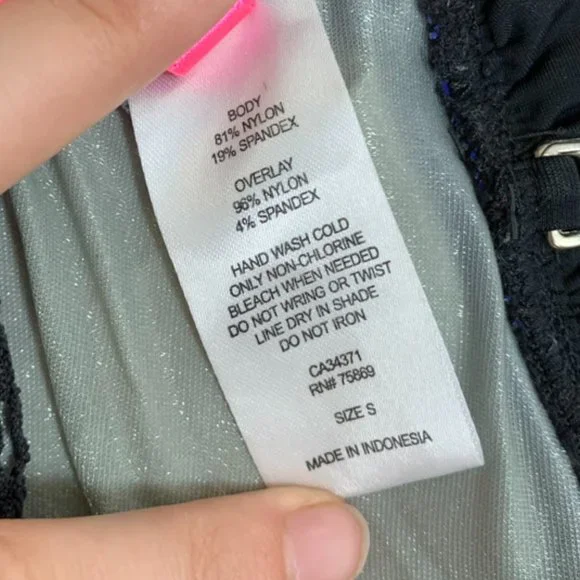 BODY
81% NYLON
19% SPANDEX
OVERLAY
96% NYLON
4% SPANDEX
HAND WASH COLD
ONLY NON-CHLORINE
BLEACH WHEN NEEDED
DO NOT WRING OR TWIST
LINE DRY IN SHADE
DO NOT IRON
CA34371
RN# 75869
SIZE S
MADE IN INDONESIA